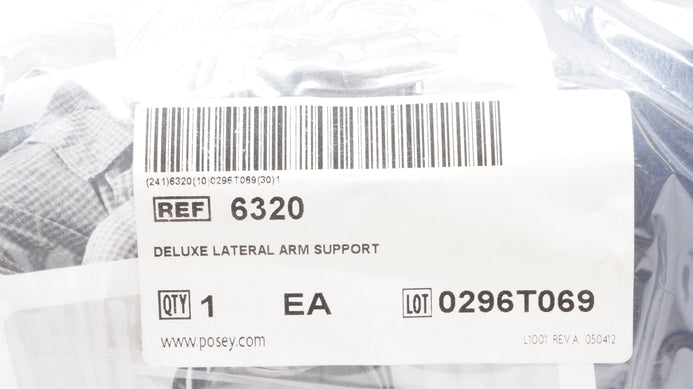 (241)6320(10)0296T069(30)1
REF 6320
DELUXE LATERAL ARM SUPPORT
QTY 1 EA LOT 0296T069
www.posey.com L1001 REV A 050412